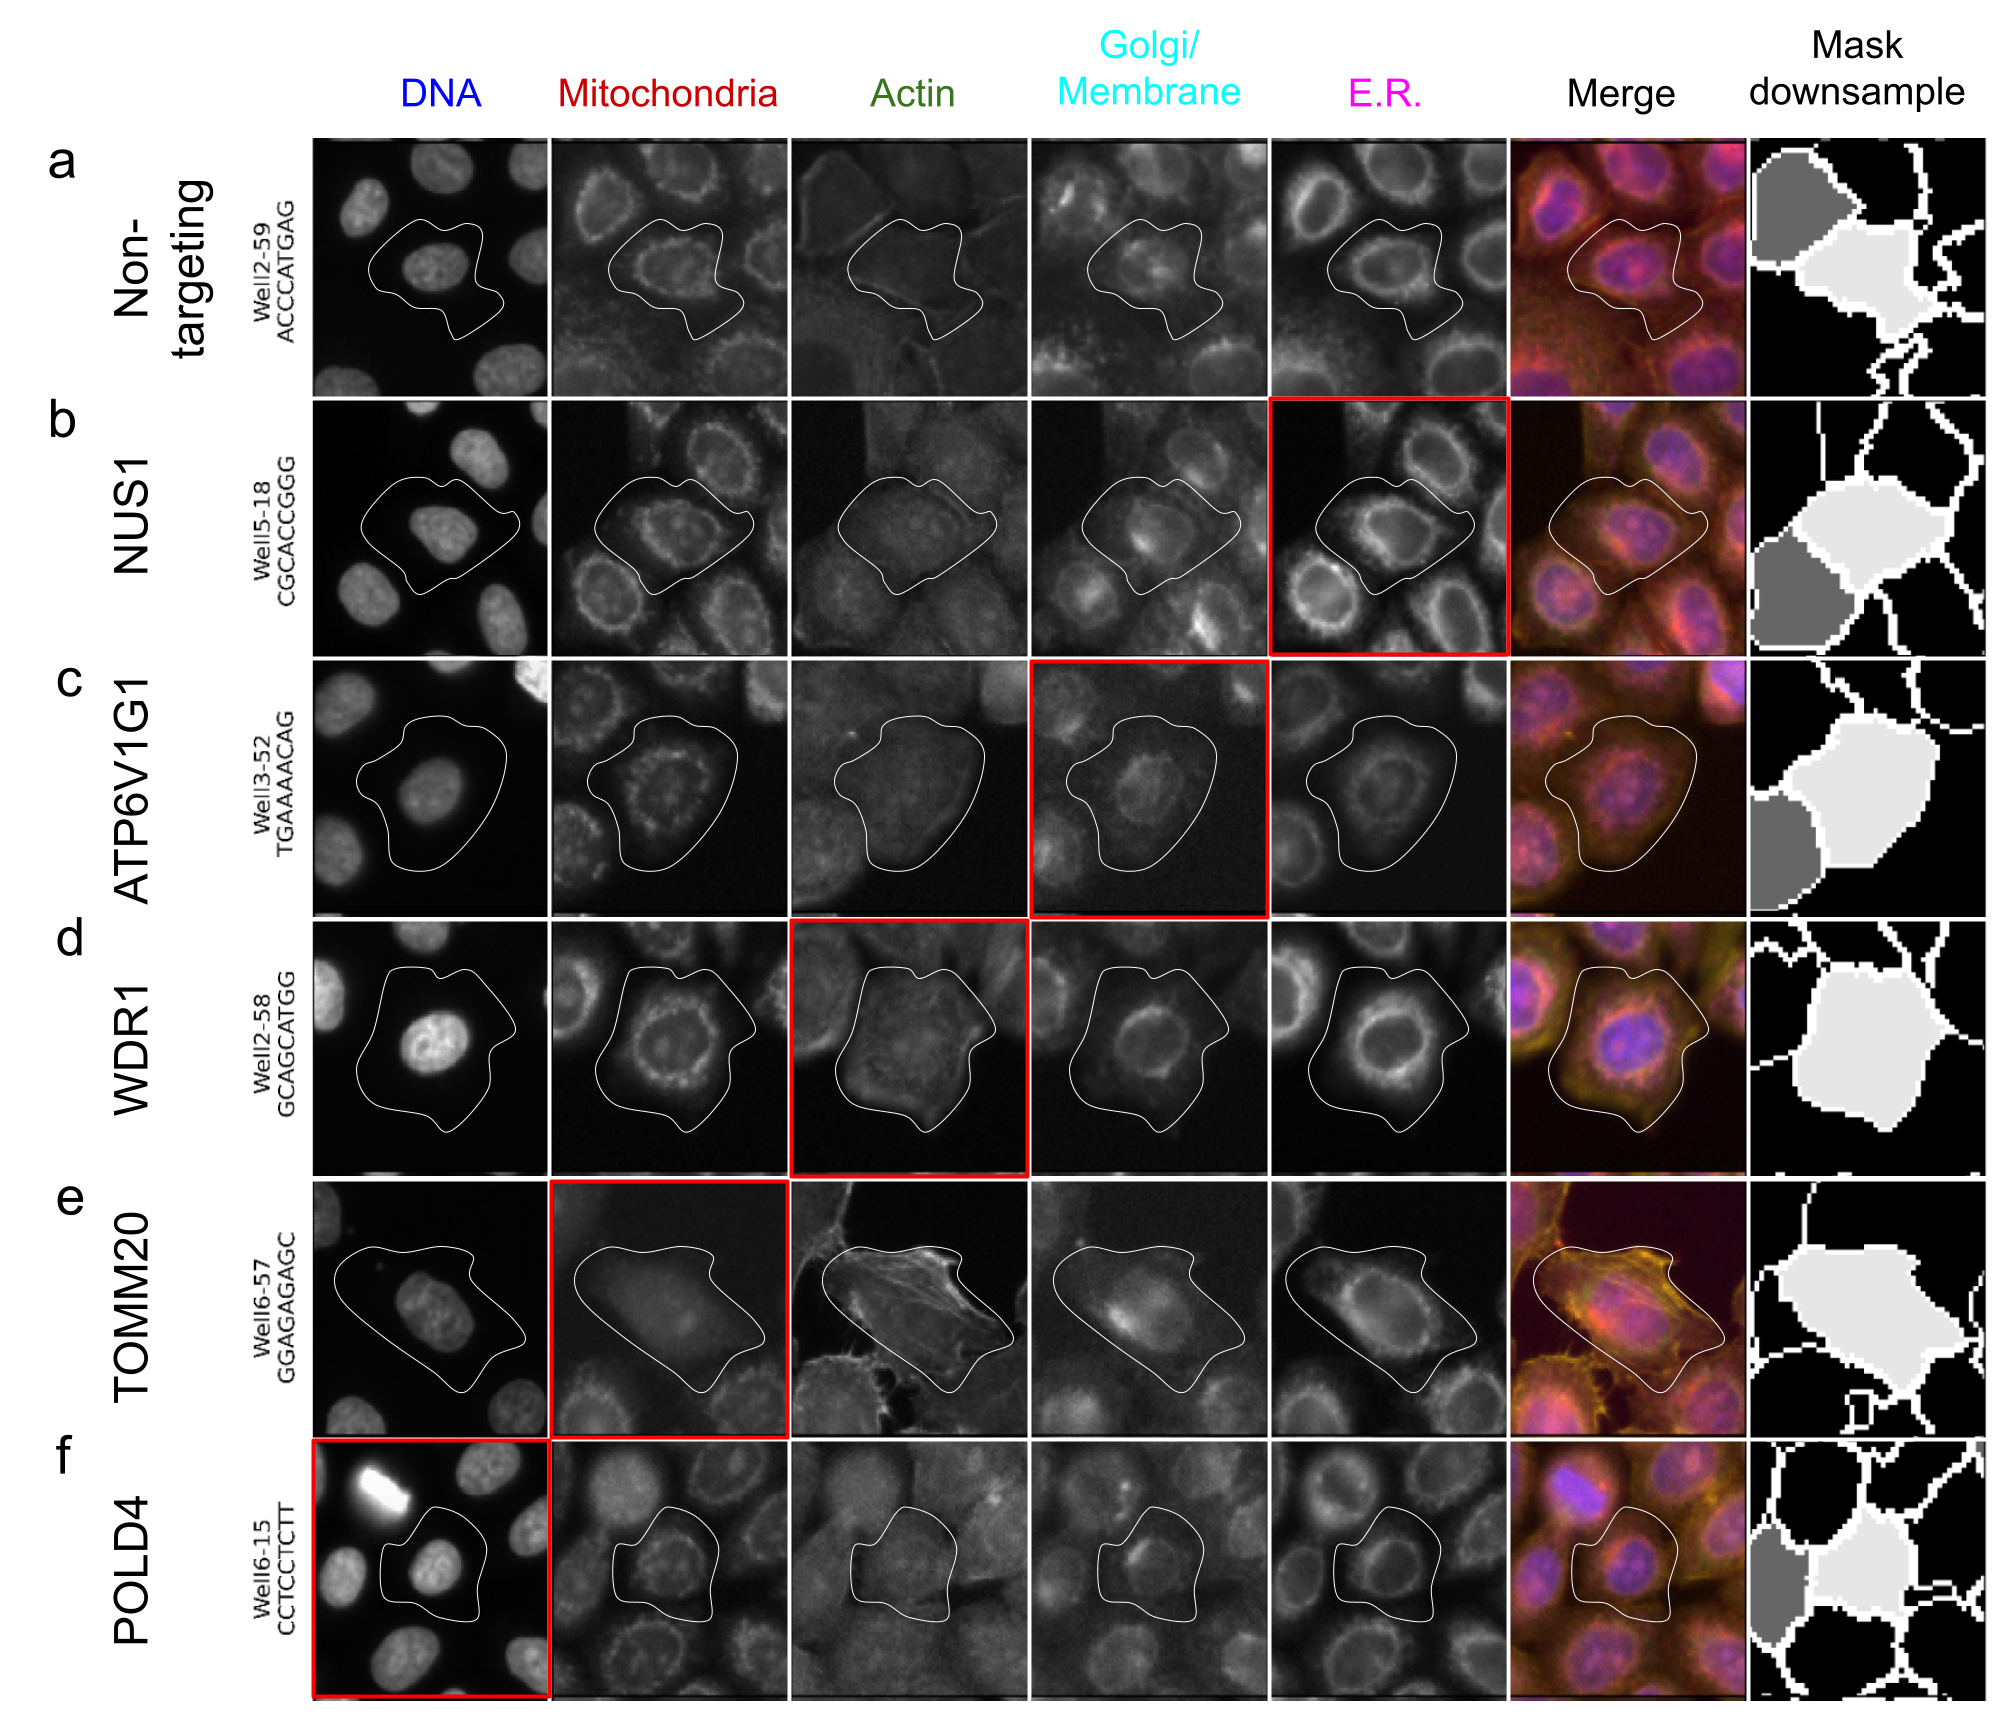 DNA
Mitochondria
Actin
Golgi/
Membrane
E.R.
Merge
Mask
downsample
a
Non-
targeting
Well2-59
ACCCATGAG
b
NUS1
Well5-18
CGCACCGGG
c
ATP6V1G1
Well3-52
TGAAAACAG
d
WDR1
Well2-58
GCAGCATGG
e
TOMM20
Well6-57
GGAGAGAGC
f
POLD4
Well6-15
CCTCCTCTT